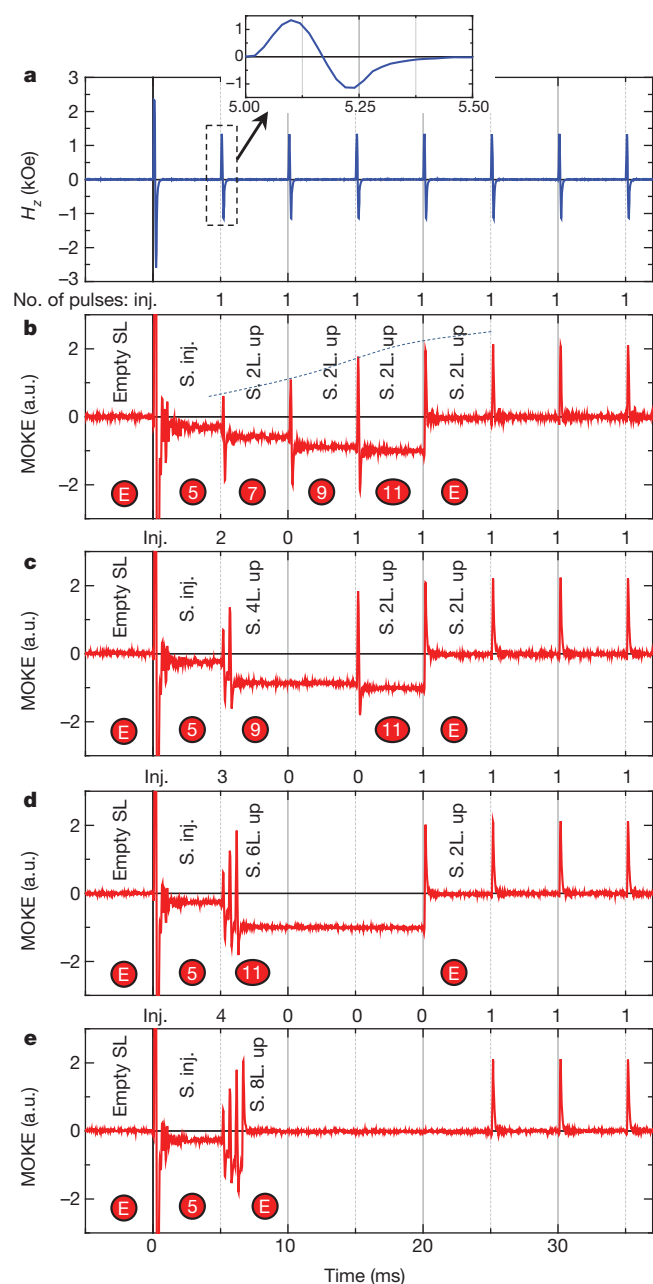 1
0
-1
5.00 5.25 5.50
a
3
2
1
0
-1
-2
-3
H_z (kOe)
No. of pulses: inj. 1 1 1 1 1 1 1
b
2
0
-2
MOKE (a.u.)
Empty SL
S. inj.
S. 2L. up
S. 2L. up
S. 2L. up
S. 2L. up
E 5 7 9 11 E
Inj. 2 0 1 1 1 1 1
c
2
0
-2
MOKE (a.u.)
Empty SL
S. inj.
S. 4L. up
S. 2L. up
S. 2L. up
E 5 9 11 E
Inj. 3 0 0 1 1 1 1
d
2
0
-2
MOKE (a.u.)
Empty SL
S. inj.
S. 6L. up
S. 2L. up
E 5 11 E
Inj. 4 0 0 0 1 1 1
e
2
0
-2
MOKE (a.u.)
Empty SL
S. inj.
S. 8L. up
E 5 E
0 10 20 30
Time (ms)